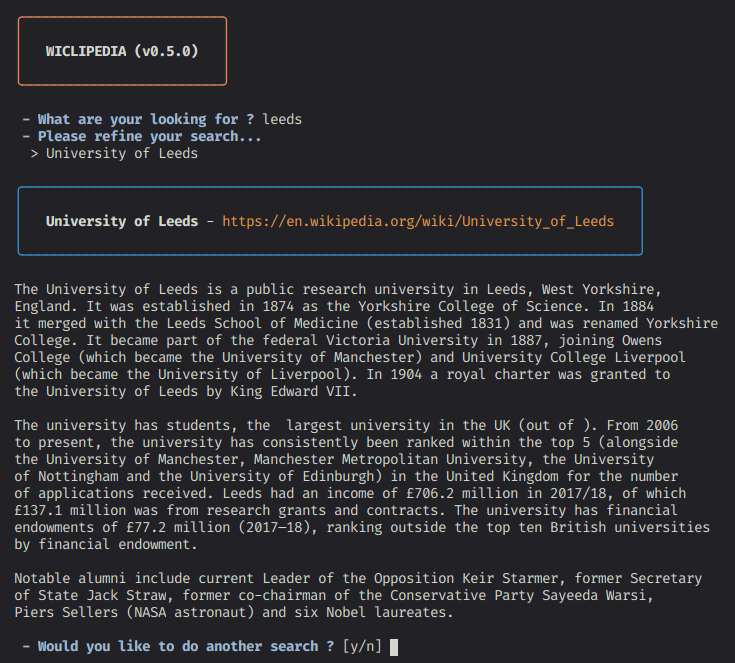 WICLIPEDIA (v0.5.0)
- What are your looking for ? leeds
- Please refine your search...
> University of Leeds
University of Leeds - https://en.wikipedia.org/wiki/University_of_Leeds
The University of Leeds is a public research university in Leeds, West Yorkshire,
England. It was established in 1874 as the Yorkshire College of Science. In 1884
it merged with the Leeds School of Medicine (established 1831) and was renamed Yorkshire
College. It became part of the federal Victoria University in 1887, joining Owens
College (which became the University of Manchester) and University College Liverpool
(which became the University of Liverpool). In 1904 a royal charter was granted to
the University of Leeds by King Edward VII.
The university has students, the  largest university in the UK (out of ). From 2006
to present, the university has consistently been ranked within the top 5 (alongside
the University of Manchester, Manchester Metropolitan University, the University
of Nottingham and the University of Edinburgh) in the United Kingdom for the number
of applications received. Leeds had an income of £706.2 million in 2017/18, of which
£137.1 million was from research grants and contracts. The university has financial
endowments of £77.2 million (2017–18), ranking outside the top ten British universities
by financial endowment.
Notable alumni include current Leader of the Opposition Keir Starmer, former Secretary
of State Jack Straw, former co-chairman of the Conservative Party Sayeeda Warsi,
Piers Sellers (NASA astronaut) and six Nobel laureates.
- Would you like to do another search ? [y/n]